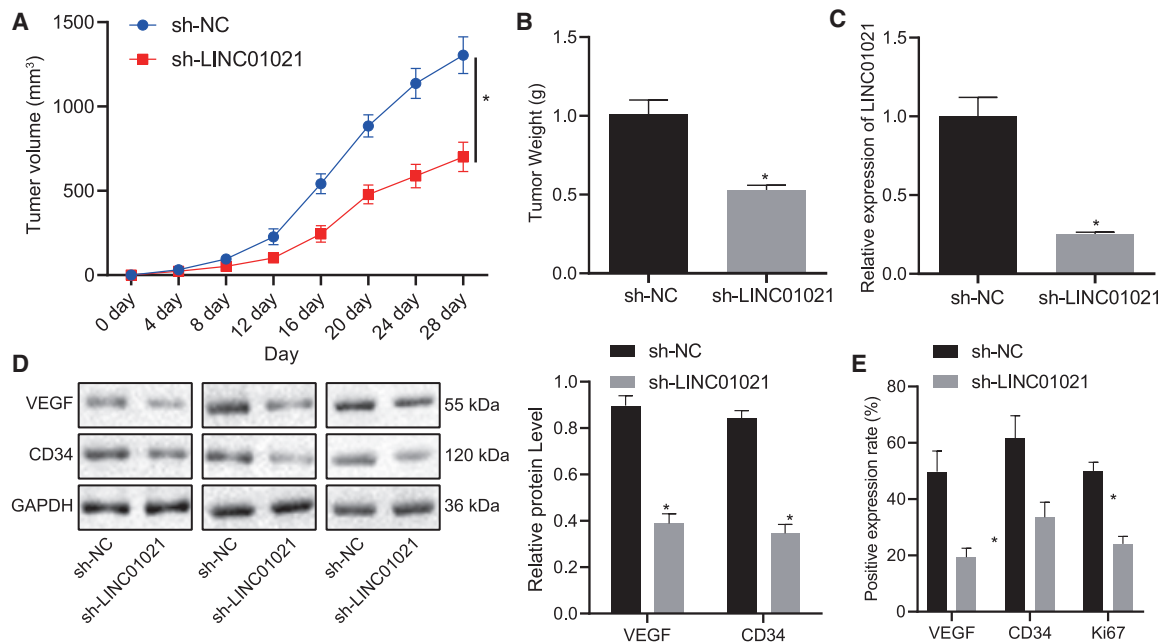 A
sh-NC
sh-LINC01021
Tumer volume (mm³)
1500
1000
500
0
*
0 day
4 day
8 day
12 day
16 day
20 day
24 day
28 day
Day
B
Tumor Weight (g)
1.5
1.0
0.5
0.0
*
sh-NC
sh-LINC01021
C
Relative expression of LINC01021
1.5
1.0
0.5
0.0
*
sh-NC
sh-LINC01021
D
VEGF
55 kDa
CD34
120 kDa
GAPDH
36 kDa
sh-NC
sh-LINC01021
sh-NC
sh-LINC01021
sh-NC
sh-LINC01021
sh-NC
sh-LINC01021
Relative protein Level
1.0
0.8
0.6
0.4
0.2
0.0
*
*
VEGF
CD34
E
sh-NC
sh-LINC01021
Positive expression rate (%)
80
60
40
20
0
*
*
VEGF
CD34
Ki67